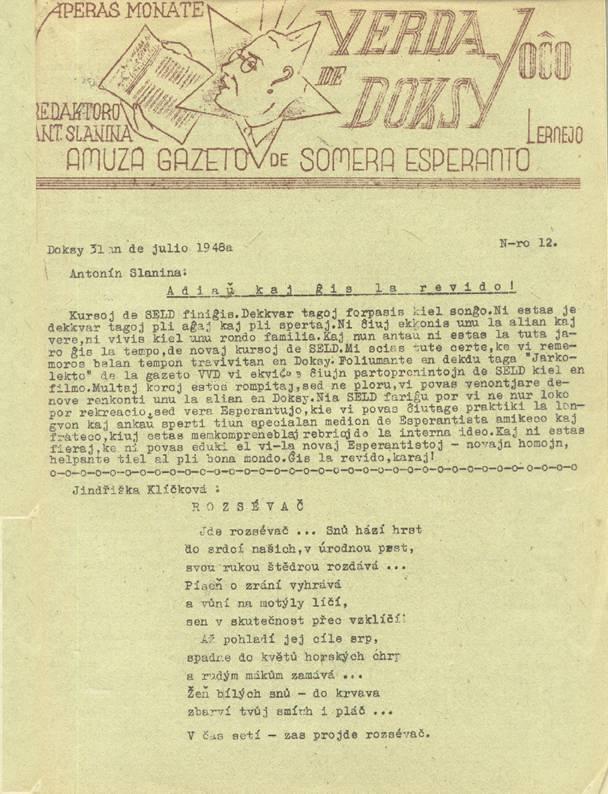 APERAS MONATE
VERDA VOĈO
DE
DOKSY
REDAKTORO
ANT. SLANINA
LERNEJO
AMUZA GAZETO DE SOMERA ESPERANTO
Doksy 31an de julio 1948a
N-ro 12.
Antonín Slanina:
Adiaŭ kaj ĝis la revido!
Kursoj de SELD finiĝis.Dekkvar tagoj forpasis kiel sonĝo.Ni estas je
dekkvar tagoj pli aĝaj kaj pli spertaj.Ni ĉiuj ekkonis unu la alian kaj
vere,ni vivis kiel unu rondo familia.Kaj nun antaŭ ni estas la tuta ja-
ro ĝis la tempo,de novaj kursoj de SELD.Mi scias tute certe,ke vi reme-
moros belan tempon travivitan en Doksy.Foliumante en dekdu taga "Jarko-
lekto" de la gazeto VVD vi ekvidos ĉiujn partoprenintojn de SELD kiel en
filmo.Multaj koroj estos rompitaj,sed ne ploru,vi povas venontjare de-
nove renkonti unu la alian en Doksy.Nia SELD fariĝu por vi ne nur loko
por rekreacio,sed vera Esperantujo,kie vi povas ĉiutage praktiki la lon-
gvon kaj ankau sperti tiun specialan medion de Esperantista amikeco kaj
frateco,kiuj estas memkompreneblaj de la interna ideo.Kaj ni estas
fieraj,ke ni povas eduki el vi-la novaj Esperantistoj - novajn homojn,
helpante tiel al pli bona mondo.Ĝis la revido,karaj!
Jindřiška Klíčková :
ROZSÉVAČ
Jde rozsévač ... Snů hází hrst
do srdcí našich,v úrodnou prst,
svou rukou štědrou rozdává ...
Píseň o zrání vyhrává
a vůní na motýly líčí,
sen v skutečnost přec vzklíčí!
Až pohladí jej cíle srp,
spadne do květů horských chrp
a rudým mákům zamává ...
Žeň bílých snů - do krvava
zbarví tvůj smích i pláč ...
V čas setí - zas projde rozsévač.